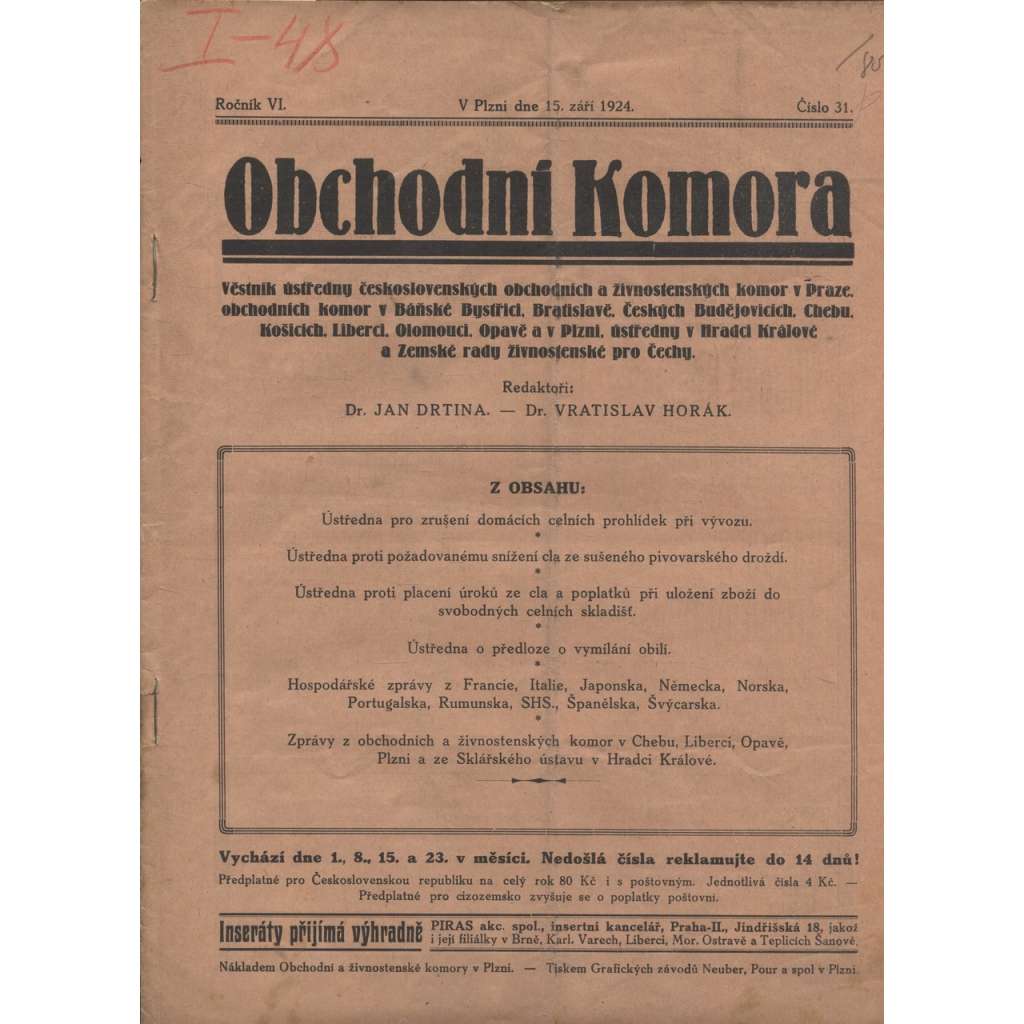 I-48
/80
Ročník VI.
V Plzni dne 15. září 1924.
Číslo 31.
Obchodní Komora
Věstník ústředny československých obchodních a živnostenských komor v Praze,
obchodních komor v Báňské Bystřici, Bratislavě, Českých Budějovicích, Chebu,
Košicích, Liberci, Olomouci, Opavě a v Plzni, ústředny v Hradci Králové
a Zemské rady živnostenské pro Čechy.
Redaktoři:
Dr. JAN DRTINA. — Dr. VRATISLAV HORÁK.
Z OBSAHU:
Ústředna pro zrušení domácích celních prohlídek při vývozu.
*
Ústředna proti požadovanému snížení cla ze sušeného pivovarského droždí.
*
Ústředna proti placení úroků ze cla a poplatků při uložení zboží do
svobodných celních skladišť.
*
Ústředna o předloze o vymílání obilí.
*
Hospodářské zprávy z Francie, Italie, Japonska, Německa, Norska,
Portugalska, Rumunska, SHS., Španělska, Švýcarska.
*
Zprávy z obchodních a živnostenských komor v Chebu, Liberci, Opavě,
Plzni a ze Sklářského ústavu v Hradci Králové.
Vychází dne 1., 8., 15. a 23. v měsíci. Nedošlá čísla reklamujte do 14 dnů!
Předplatné pro Československou republiku na celý rok 80 Kč i s poštovným. Jednotlivá čísla 4 Kč. —
Předplatné pro cizozemsko zvyšuje se o poplatky poštovní.
Inseráty přijímá výhradně
PIRAS akc. spol., insertní kancelář, Praha-II., Jindřišská 18, jakož
i její filiálky v Brně, Karl. Varech, Liberci, Mor. Ostravě a Teplicích Šanově.
Nákladem Obchodní a živnostenské komory v Plzni. — Tiskem Grafických závodů Neuber, Pour a spol v Plzni.